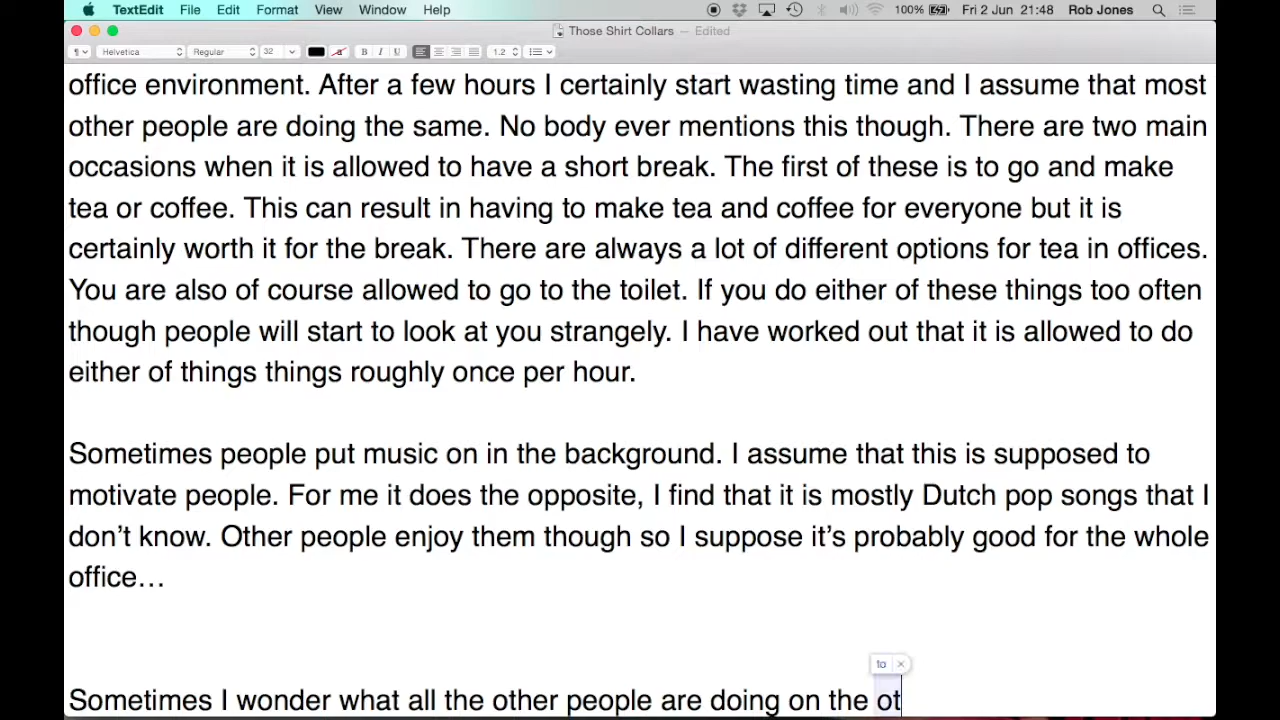 TextEdit File Edit Format View Window Help 100% Fri 2 Jun 21:48 Rob Jones
Those Shirt Collars — Edited
¶ Helvetica Regular 32 a B I U 1.2
office environment. After a few hours I certainly start wasting time and I assume that most
other people are doing the same. No body ever mentions this though. There are two main
occasions when it is allowed to have a short break. The first of these is to go and make
tea or coffee. This can result in having to make tea and coffee for everyone but it is
certainly worth it for the break. There are always a lot of different options for tea in offices.
You are also of course allowed to go to the toilet. If you do either of these things too often
though people will start to look at you strangely. I have worked out that it is allowed to do
either of things things roughly once per hour.
Sometimes people put music on in the background. I assume that this is supposed to
motivate people. For me it does the opposite, I find that it is mostly Dutch pop songs that I
don’t know. Other people enjoy them though so I suppose it’s probably good for the whole
office…
to ×
Sometimes I wonder what all the other people are doing on the ot